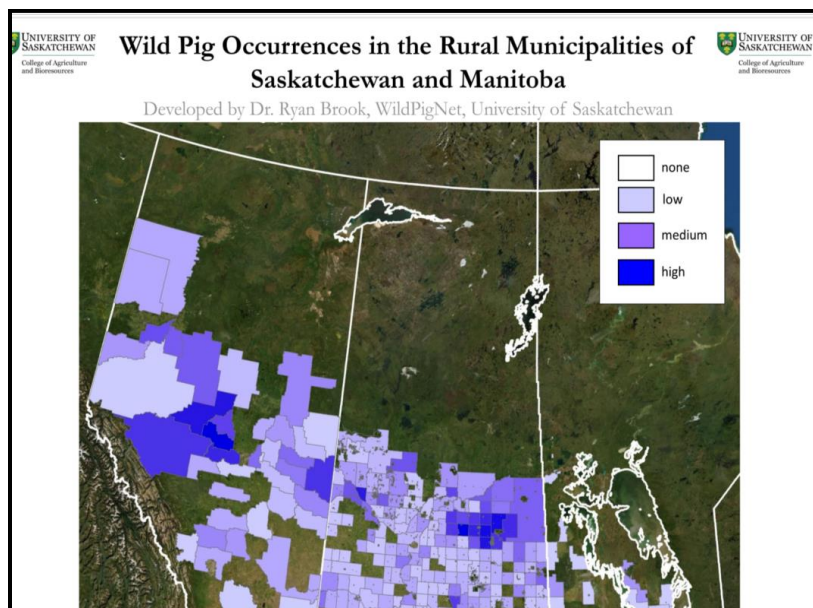 UNIVERSITY OF
SASKATCHEWAN
College of Agriculture
and Bioresources
Wild Pig Occurrences in the Rural Municipalities of
Saskatchewan and Manitoba
Developed by Dr. Ryan Brook, WildPigNet, University of Saskatchewan
UNIVERSITY OF
SASKATCHEWAN
College of Agriculture
and Bioresources
none
low
medium
high